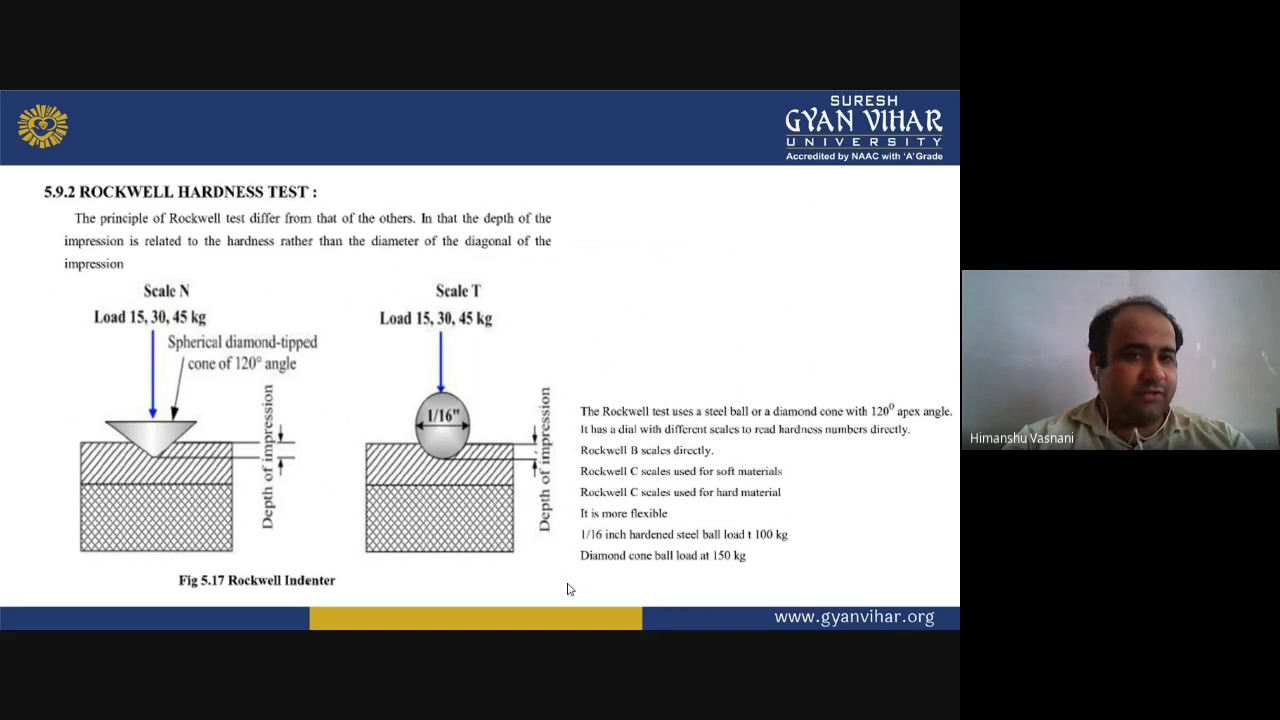 SURESH
GYAN VIHAR
UNIVERSITY
Accredited by NAAC with 'A' Grade
5.9.2 ROCKWELL HARDNESS TEST :
The principle of Rockwell test differ from that of the others. In that the depth of the
impression is related to the hardness rather than the diameter of the diagonal of the
impression
Scale N
Load 15, 30, 45 kg
Spherical diamond-tipped
cone of 120° angle
Depth of impression
Scale T
Load 15, 30, 45 kg
1/16"
Depth of impression
Fig 5.17 Rockwell Indenter
The Rockwell test uses a steel ball or a diamond cone with 120⁰ apex angle.
It has a dial with different scales to read hardness numbers directly.
Rockwell B scales directly.
Rockwell C scales used for soft materials
Rockwell C scales used for hard material
It is more flexible
1/16 inch hardened steel ball load t 100 kg
Diamond cone ball load at 150 kg
www.gyanvihar.org
Himanshu Vasnani